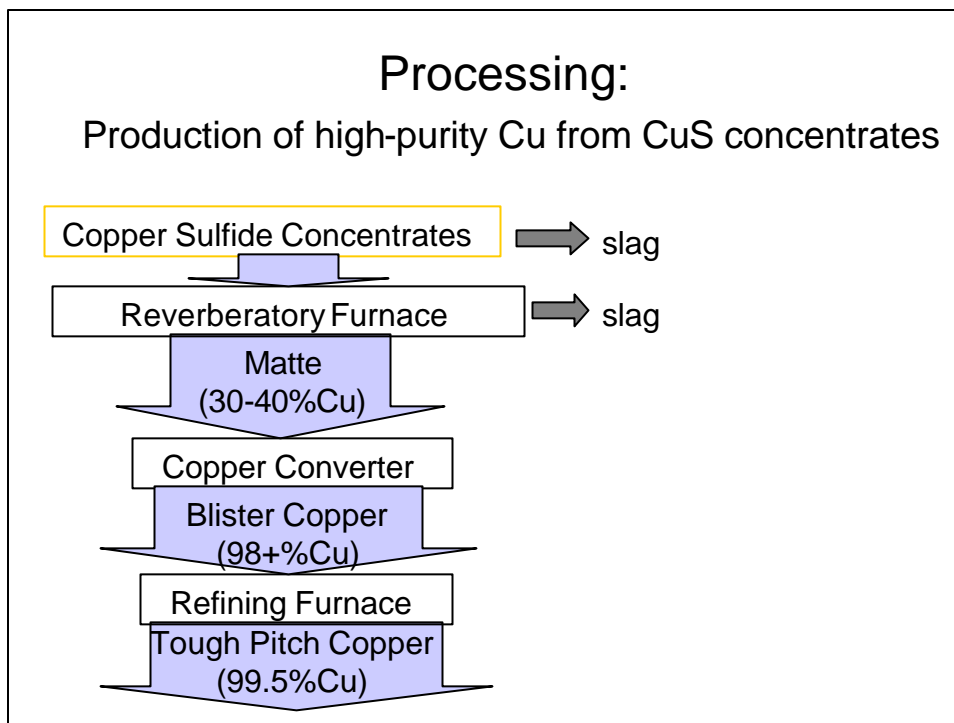 Processing:
Production of high-purity Cu from CuS concentrates
Copper Sulfide Concentrates
slag
Reverberatory Furnace
slag
Matte
(30-40%Cu)
Copper Converter
Blister Copper
(98+%Cu)
Refining Furnace
Tough Pitch Copper
(99.5%Cu)